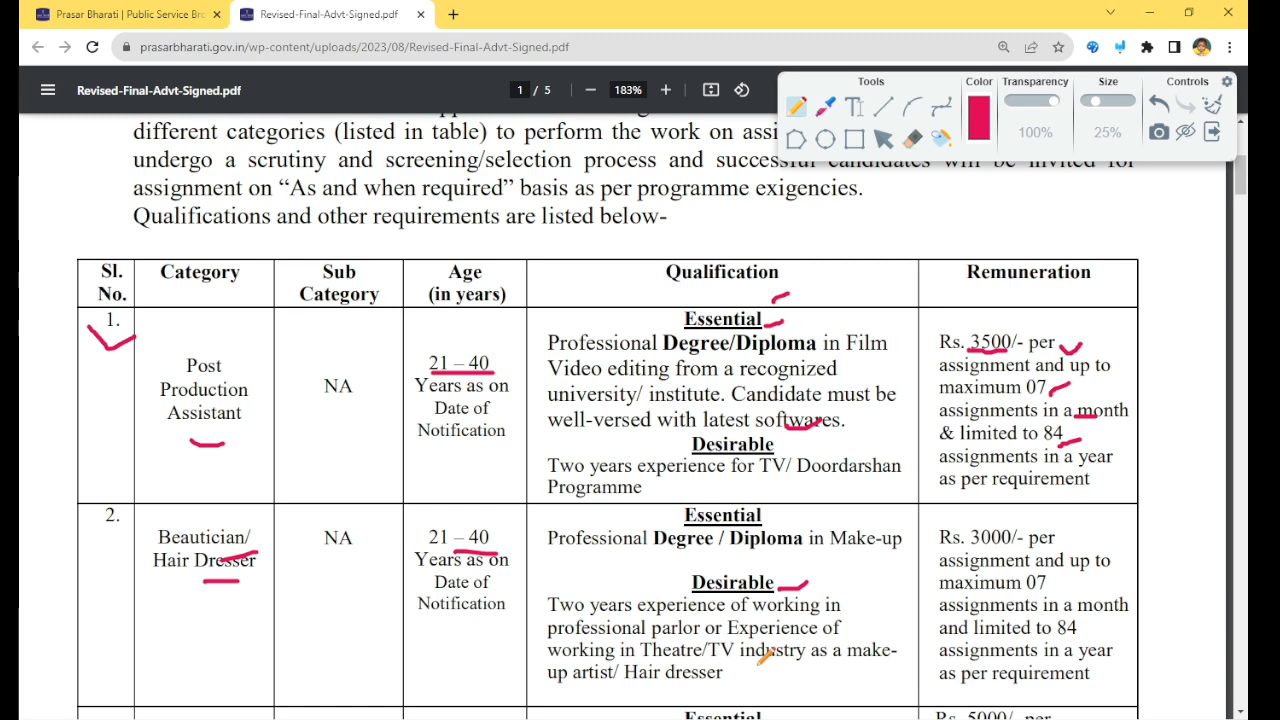 Prasar Bharati | Public Service Bro
Revised-Final-Advt-Signed.pdf
prasarbharati.gov.in/wp-content/uploads/2023/08/Revised-Final-Advt-Signed.pdf
Revised-Final-Advt-Signed.pdf
1 / 5
183%
Tools
Color
Transparency
Size
Controls
100%
25%
different categories (listed in table) to perform the work on assi
undergo a scrutiny and screening/selection process and successful candidates will be invited for
assignment on “As and when required” basis as per programme exigencies.
Qualifications and other requirements are listed below-
Sl. No.
Category
Sub Category
Age (in years)
Qualification
Remuneration
1.
Post
Production
Assistant
NA
21 – 40
Years as on
Date of
Notification
Essential
Professional Degree/Diploma in Film
Video editing from a recognized
university/ institute. Candidate must be
well-versed with latest softwares.
Desirable
Two years experience for TV/ Doordarshan
Programme
Rs. 3500/- per
assignment and up to
maximum 07
assignments in a month
& limited to 84
assignments in a year
as per requirement
2.
Beautician/
Hair Dresser
NA
21 – 40
Years as on
Date of
Notification
Essential
Professional Degree / Diploma in Make-up
Desirable
Two years experience of working in
professional parlor or Experience of
working in Theatre/TV industry as a make-
up artist/ Hair dresser
Rs. 3000/- per
assignment and up to
maximum 07
assignments in a month
and limited to 84
assignments in a year
as per requirement
Essential
Rs. 5000/- per